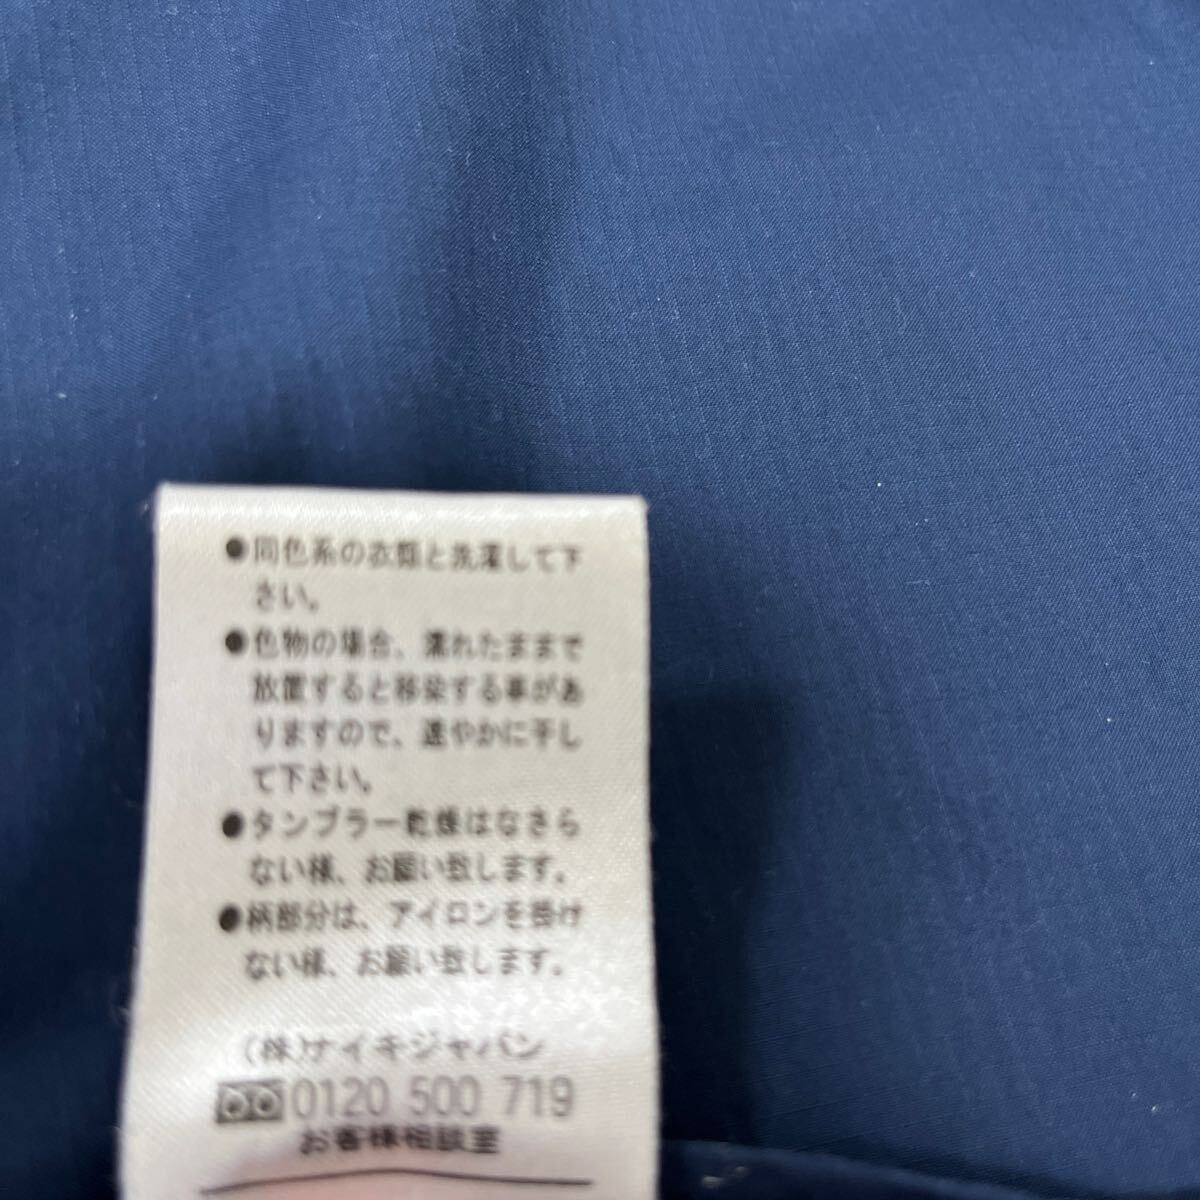 ●同色系の衣類と洗濯して下
さい。
●色物の場合、濡れたままで
放置すると移染する事があ
りますので、速やかに干し
て下さい。
●タンブラー乾燥はなさら
ない様、お願い致します。
●柄部分は、アイロンを掛け
ない様、お願い致します。
(株)ナイキジャパン
0120 500 719
お客様相談室